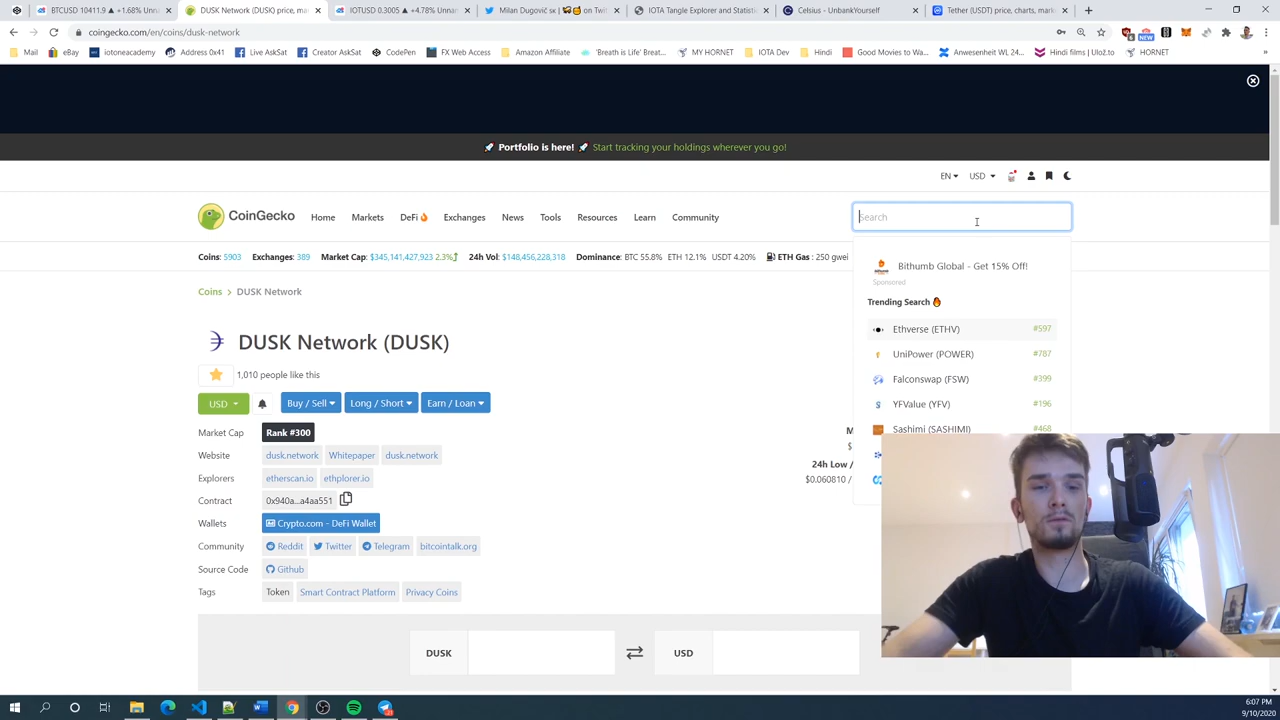 BTCUSD 10411.9 ▲ +1.68% Unna
DUSK Network (DUSK) price, ma
IOTUSD 0.3005 ▲ +4.78% Unna
Milan Dugovič sk | on Twitt
IOTA Tangle Explorer and Statisti
Celsius - UnbankYourself
Tether (USDT) price, charts, mark
coingecko.com/en/coins/dusk-network
6
NEW
Mail
eBay
iotoneacademy
Address 0x41
Live AskSat
Creator AskSat
CodePen
FX Web Access
Amazon Affiliate
'Breath is Life' Breat...
MY HORNET
IOTA Dev
Hindi
Good Movies to Wa...
Anwesenheit WL 24...
Hindi films | Ulož.to
HORNET
🚀 Portfolio is here! 🚀 Start tracking your holdings wherever you go!
EN
USD
CoinGecko
Home
Markets
DeFi🔥
Exchanges
News
Tools
Resources
Learn
Community
Search
Coins: 5903
Exchanges: 389
Market Cap: $345,141,427,923 2.3%
24h Vol: $148,456,228,318
Dominance: BTC 55.8% ETH 12.1% USDT 4.20%
ETH Gas : 250 gwei
Bithumb Global - Get 15% Off!
Sponsored
Coins > DUSK Network
Trending Search 🔥
Ethverse (ETHV) #597
DUSK Network (DUSK)
UniPower (POWER) #787
1,010 people like this
Falconswap (FSW) #399
USD
Buy / Sell
Long / Short
Earn / Loan
YFValue (YFV) #196
Market Cap Rank #300
M
Sashimi (SASHIMI) #468
$
Website dusk.network Whitepaper dusk.network
24h Low /
Explorers etherscan.io ethplorer.io
$0.060810 /
Contract 0x940a...a4aa551
Wallets Crypto.com - DeFi Wallet
Community Reddit Twitter Telegram bitcointalk.org
Source Code Github
Tags Token Smart Contract Platform Privacy Coins
DUSK
USD
6:07 PM
9/10/2020